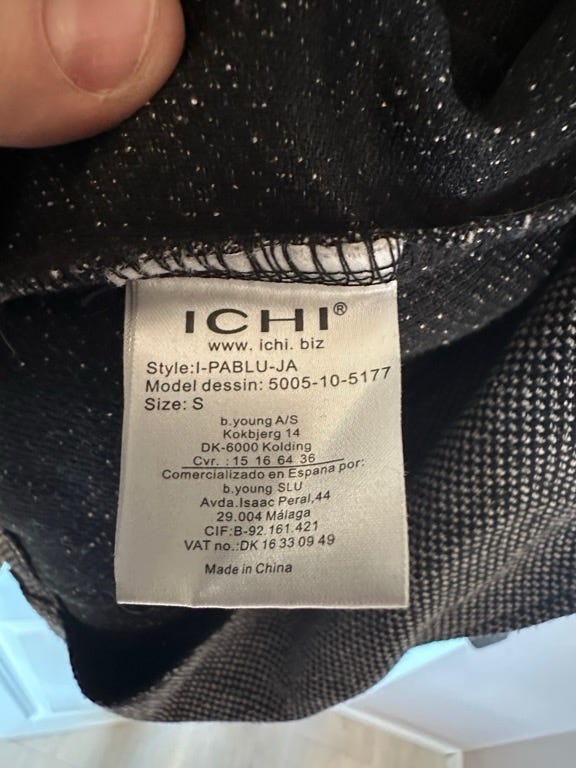 ICHI®
www. ichi. biz
Style:I-PABLU-JA
Model dessin: 5005-10-5177
Size: S
b.young A/S
Kokbjerg 14
DK-6000 Kolding
Cvr. : 15 16 64 36
Comercializado en Espana por:
b.young SLU
Avda.Isaac Peral,44
29.004 Málaga
CIF:B-92.161.421
VAT no.:DK 16 33 09 49
Made in China